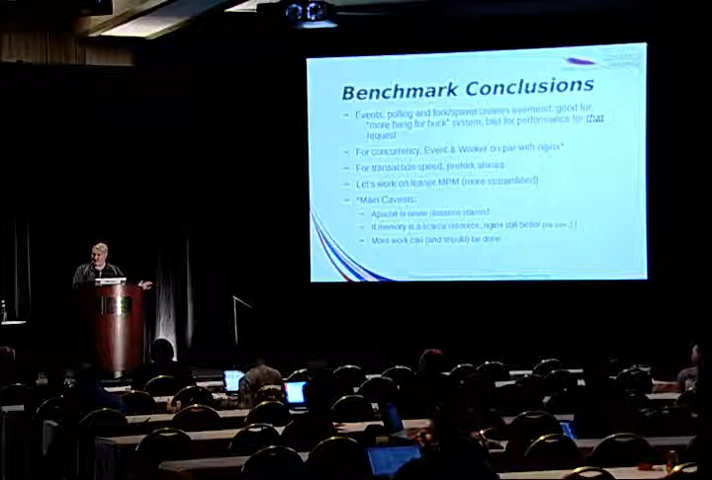 Benchmark Conclusions
– Events, polling and fork/spawn creates overhead: good for
"more bang for buck" system, bad for performance for that
request
– For concurrency, Event & Worker on par with nginx*
– For transaction speed, prefork shines
– Let's work on leaner MPM (more streamlined)
– *Main Caveats:
– Apache is never resource starved
– If memory is a scarce resource, nginx still better
– More work can (and should) be done